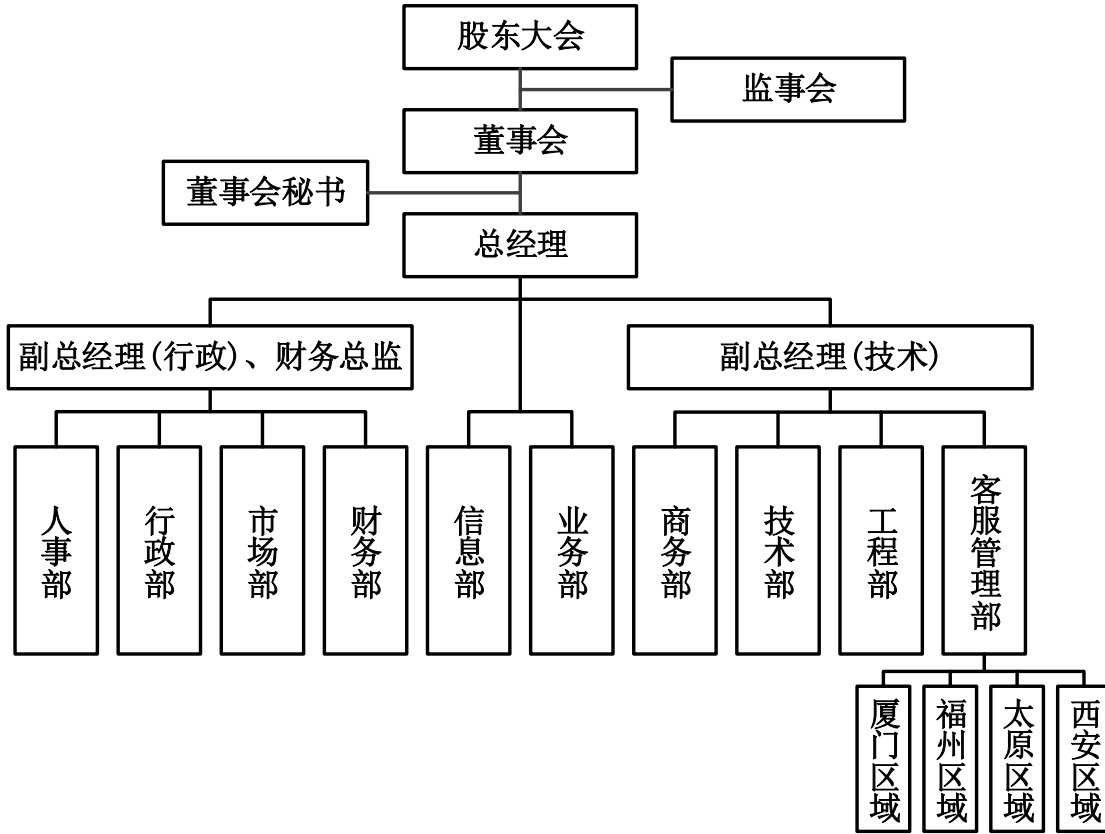 股东大会
监事会
董事会
董事会秘书
总经理
副总经理(行政)、财务总监
副总经理(技术)
人事部
行政部
市场部
财务部
信息部
业务部
商务部
技术部
工程部
客服管理部
厦门区域
福州区域
太原区域
西安区域